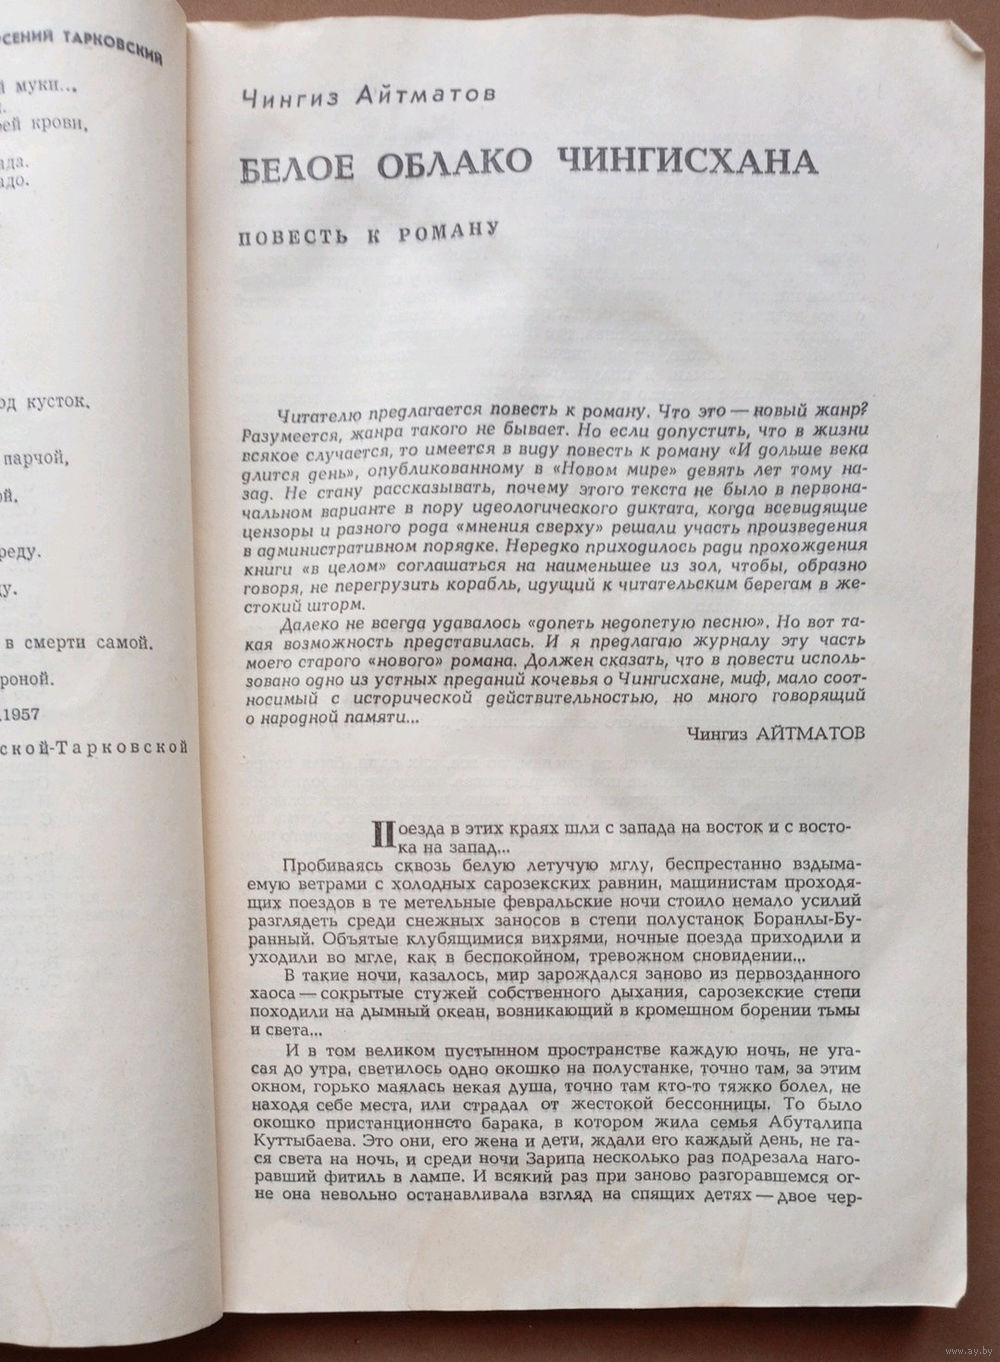 СЕНИЙ ТАРКОВСКИЙ
муки...
ей крови,
ада.
адо.
од кусток,
парчой,
ой.
реду.
ду.
в смерти самой.
роной.
1957
ской-Тарковской
Чингиз Айтматов
БЕЛОЕ ОБЛАКО ЧИНГИСХАНА
ПОВЕСТЬ К РОМАНУ
Читателю предлагается повесть к роману. Что это — новый жанр?
Разумеется, жанра такого не бывает. Но если допустить, что в жизни
всякое случается, то имеется в виду повесть к роману «И дольше века
длится день», опубликованному в «Новом мире» девять лет тому на-
зад. Не стану рассказывать, почему этого текста не было в первона-
чальном варианте в пору идеологического диктата, когда всевидящие
цензоры и разного рода «мнения сверху» решали участь произведения
в административном порядке. Нередко приходилось ради прохождения
книги «в целом» соглашаться на наименьшее из зол, чтобы, образно
говоря, не перегрузить корабль, идущий к читательским берегам в же-
стокий шторм.
Далеко не всегда удавалось «допеть недопетую песню». Но вот та-
кая возможность представилась. И я предлагаю журналу эту часть
моего старого «нового» романа. Должен сказать, что в повести исполь-
зовано одно из устных преданий кочевья о Чингисхане, миф, мало соот-
носимый с исторической действительностью, но много говорящий
о народной памяти...
Чингиз АЙТМАТОВ
Поезда в этих краях шли с запада на восток и с восто-
ка на запад...
Пробиваясь сквозь белую летучую мглу, беспрестанно вздыма-
емую ветрами с холодных сарозекских равнин, машинистам проходя-
щих поездов в те метельные февральские ночи стоило немало усилий
разглядеть среди снежных заносов в степи полустанок Боранлы-Бу-
ранный. Объятые клубящимися вихрями, ночные поезда приходили и
уходили во мгле, как в беспокойном, тревожном сновидении...
В такие ночи, казалось, мир зарождался заново из первозданного
хаоса — сокрытые стужей собственного дыхания, сарозекские степи
походили на дымный океан, возникающий в кромешном борении тьмы
и света...
И в том великом пустынном пространстве каждую ночь, не уга-
сая до утра, светилось одно окошко на полустанке, точно там, за этим
окном, горько маялась некая душа, точно там кто-то тяжко болел, не
находя себе места, или страдал от жестокой бессонницы. То было
окошко пристанционного барака, в котором жила семья Абуталипа
Куттыбаева. Это они, его жена и дети, ждали его каждый день, не га-
ся света на ночь, и среди ночи Зарипа несколько раз подрезала наго-
равший фитиль в лампе. И всякий раз при заново разгоравшемся ог-
не она невольно останавливала взгляд на спящих детях — двое чер-
www.ay.by